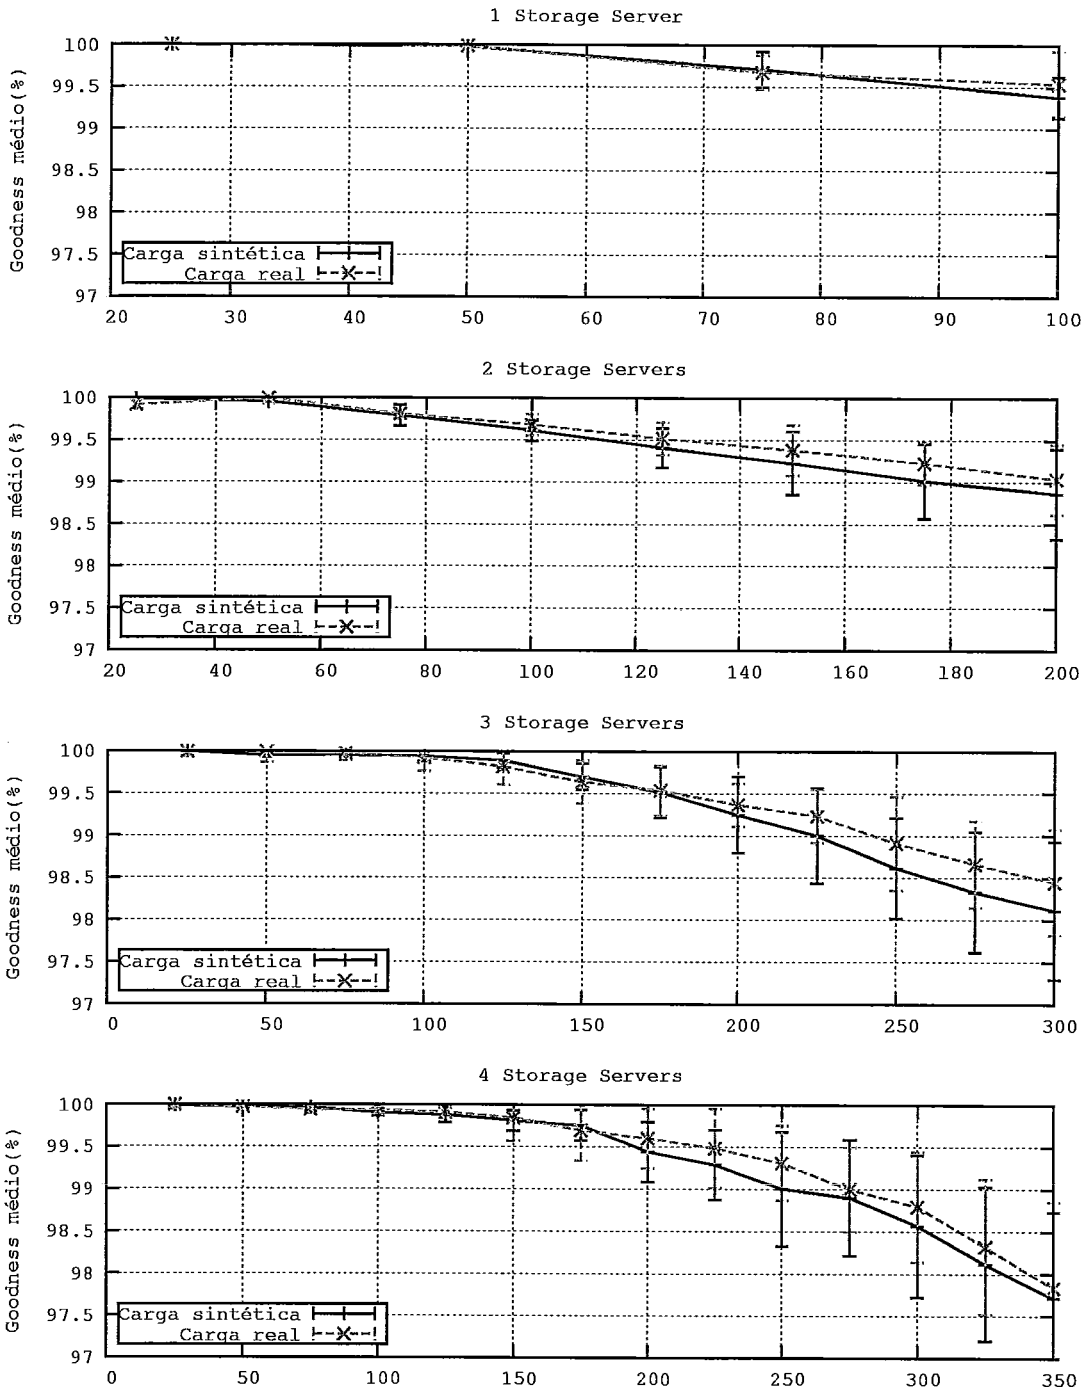 1 Storage Server
Goodness médio(%)
100
99.5
99
98.5
98
97.5
97
Carga sintética
Carga real
20 30 40 50 60 70 80 90 100
2 Storage Servers
Goodness médio(%)
100
99.5
99
98.5
98
97.5
97
Carga sintética
Carga real
20 40 60 80 100 120 140 160 180 200
3 Storage Servers
Goodness médio(%)
100
99.5
99
98.5
98
97.5
97
Carga sintética
Carga real
0 50 100 150 200 250 300
4 Storage Servers
Goodness médio(%)
100
99.5
99
98.5
98
97.5
97
Carga sintética
Carga real
0 50 100 150 200 250 300 350